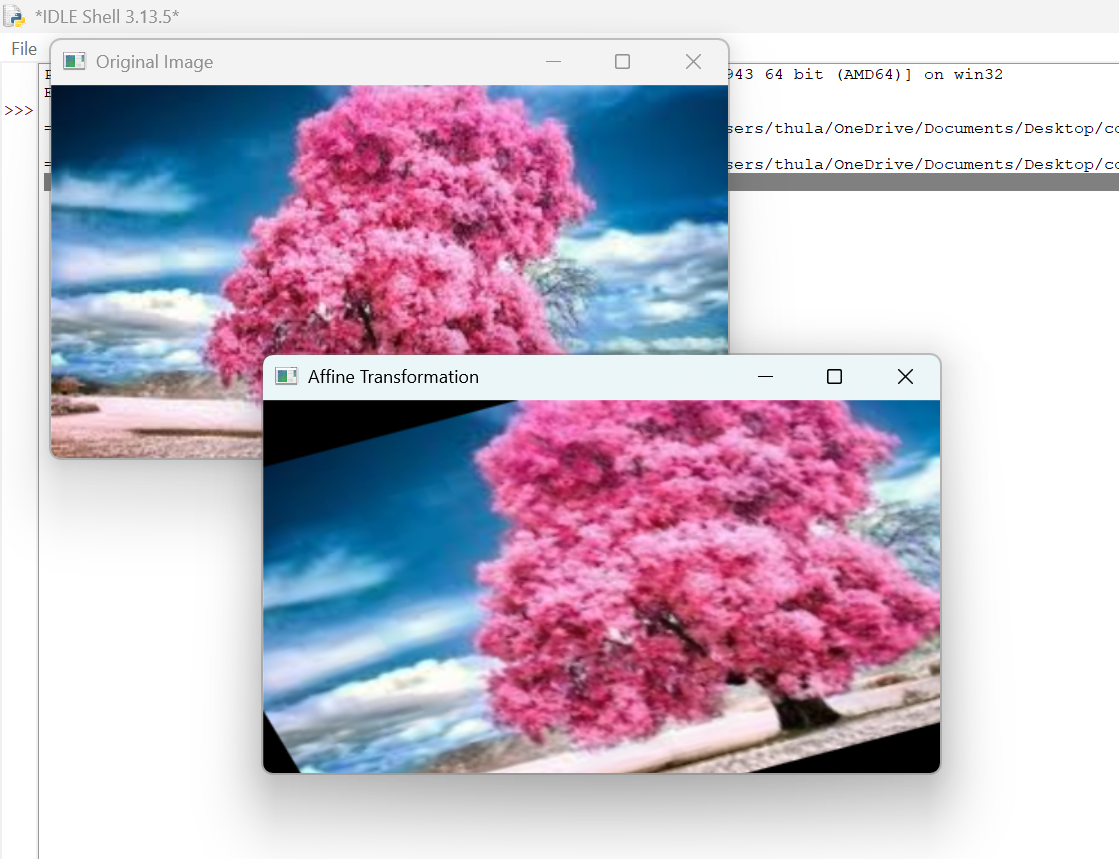 *IDLE Shell 3.13.5*
File
Original Image
943 64 bit (AMD64)] on win32
>>>
sers/thula/OneDrive/Documents/Desktop/co
sers/thula/OneDrive/Documents/Desktop/co
Affine Transformation